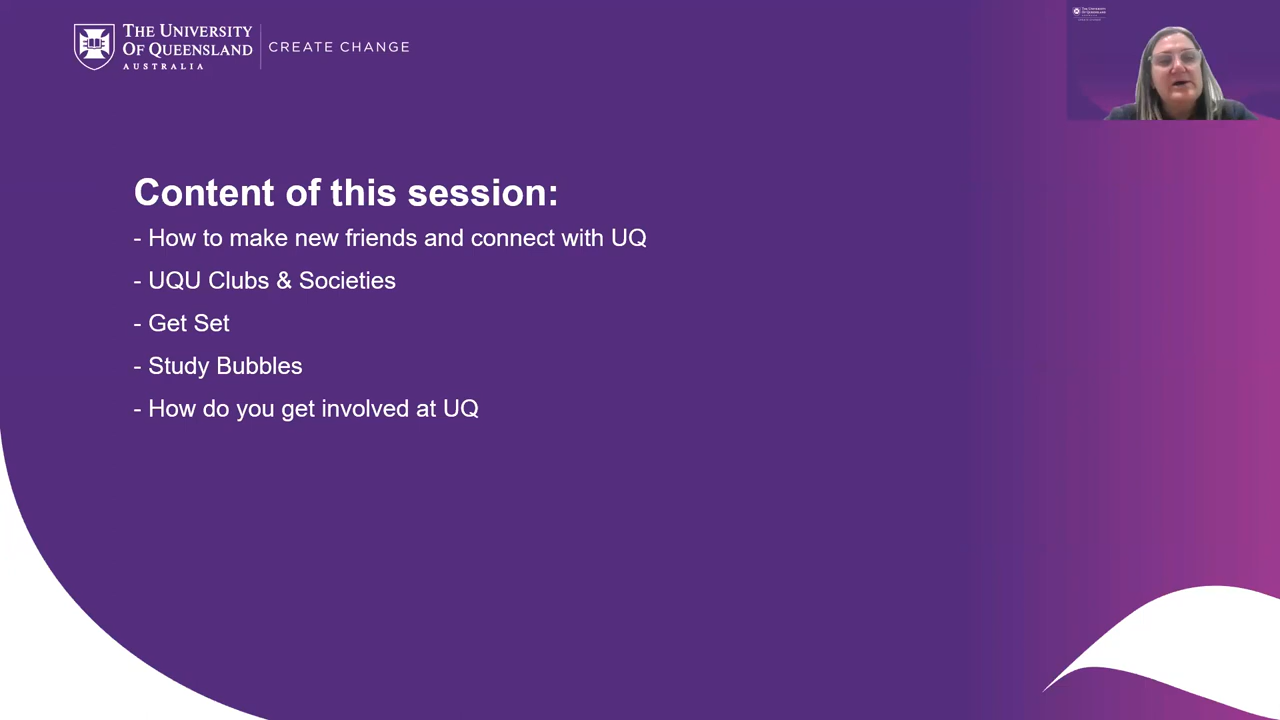 THE UNIVERSITY
OF QUEENSLAND
AUSTRALIA
CREATE CHANGE
Content of this session:
- How to make new friends and connect with UQ
- UQU Clubs & Societies
- Get Set
- Study Bubbles
- How do you get involved at UQ